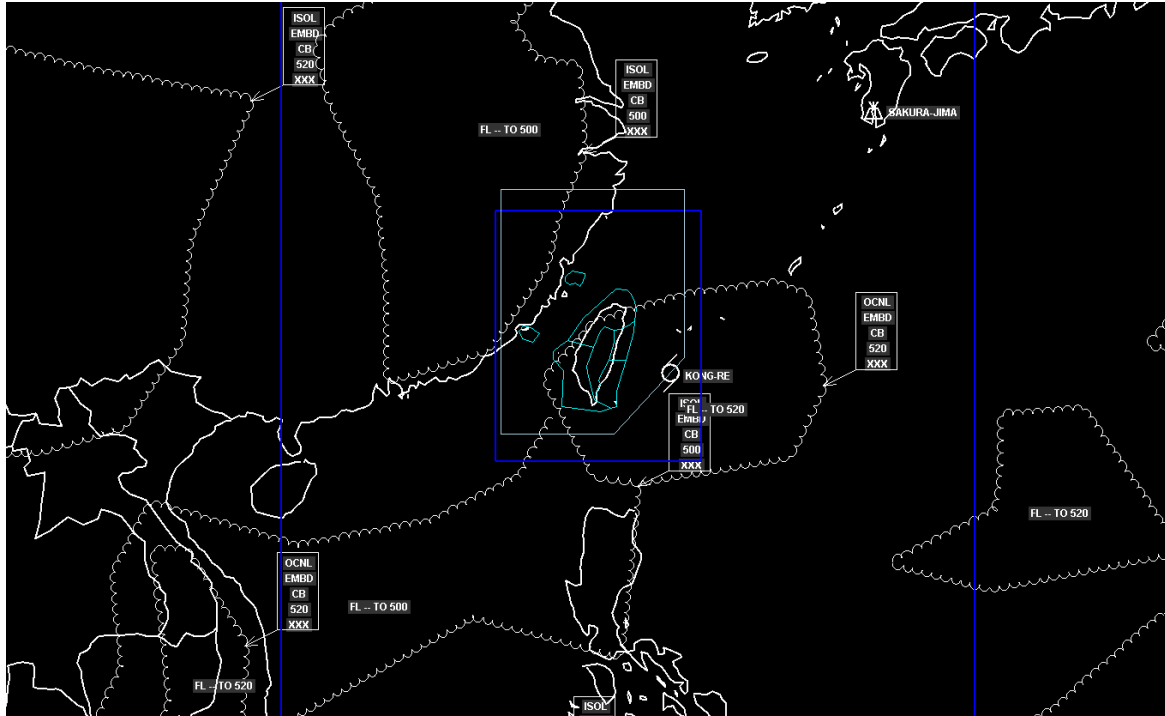 ISOL
EMBD
CB
520
XXX
ISOL
EMBD
CB
500
XXX
FL -- TO 500
SAKURA-JIMA
OCNL
EMBD
CB
520
XXX
KONG-RE
ISOL
FL -- TO 520
EMBD
CB
500
XXX
FL -- TO 520
OCNL
EMBD
CB
520
XXX
FL -- TO 500
FL -- TO 520
ISOL